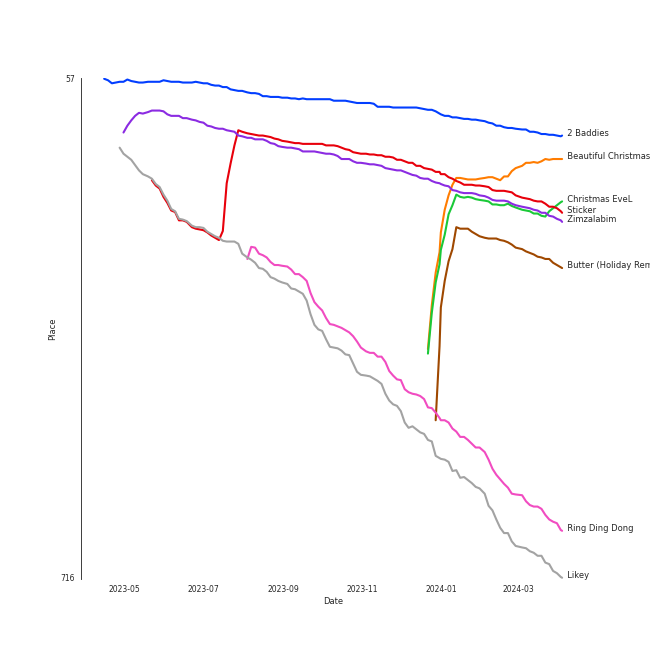 57
2 Baddies
Beautiful Christmas
Christmas EveL
Sticker
Zimzalabim
Butter (Holiday Rem
Place
Ring Ding Dong
716
Likey
2023-05 2023-07 2023-09 2023-11 2024-01 2024-03
Date